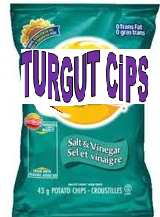 0 Trans Fat
0 gras trans
TURGUT CiPS
Salt & Vinegar
Sel et vinaigre
43 g POTATO CHIPS - CROUSTILLES